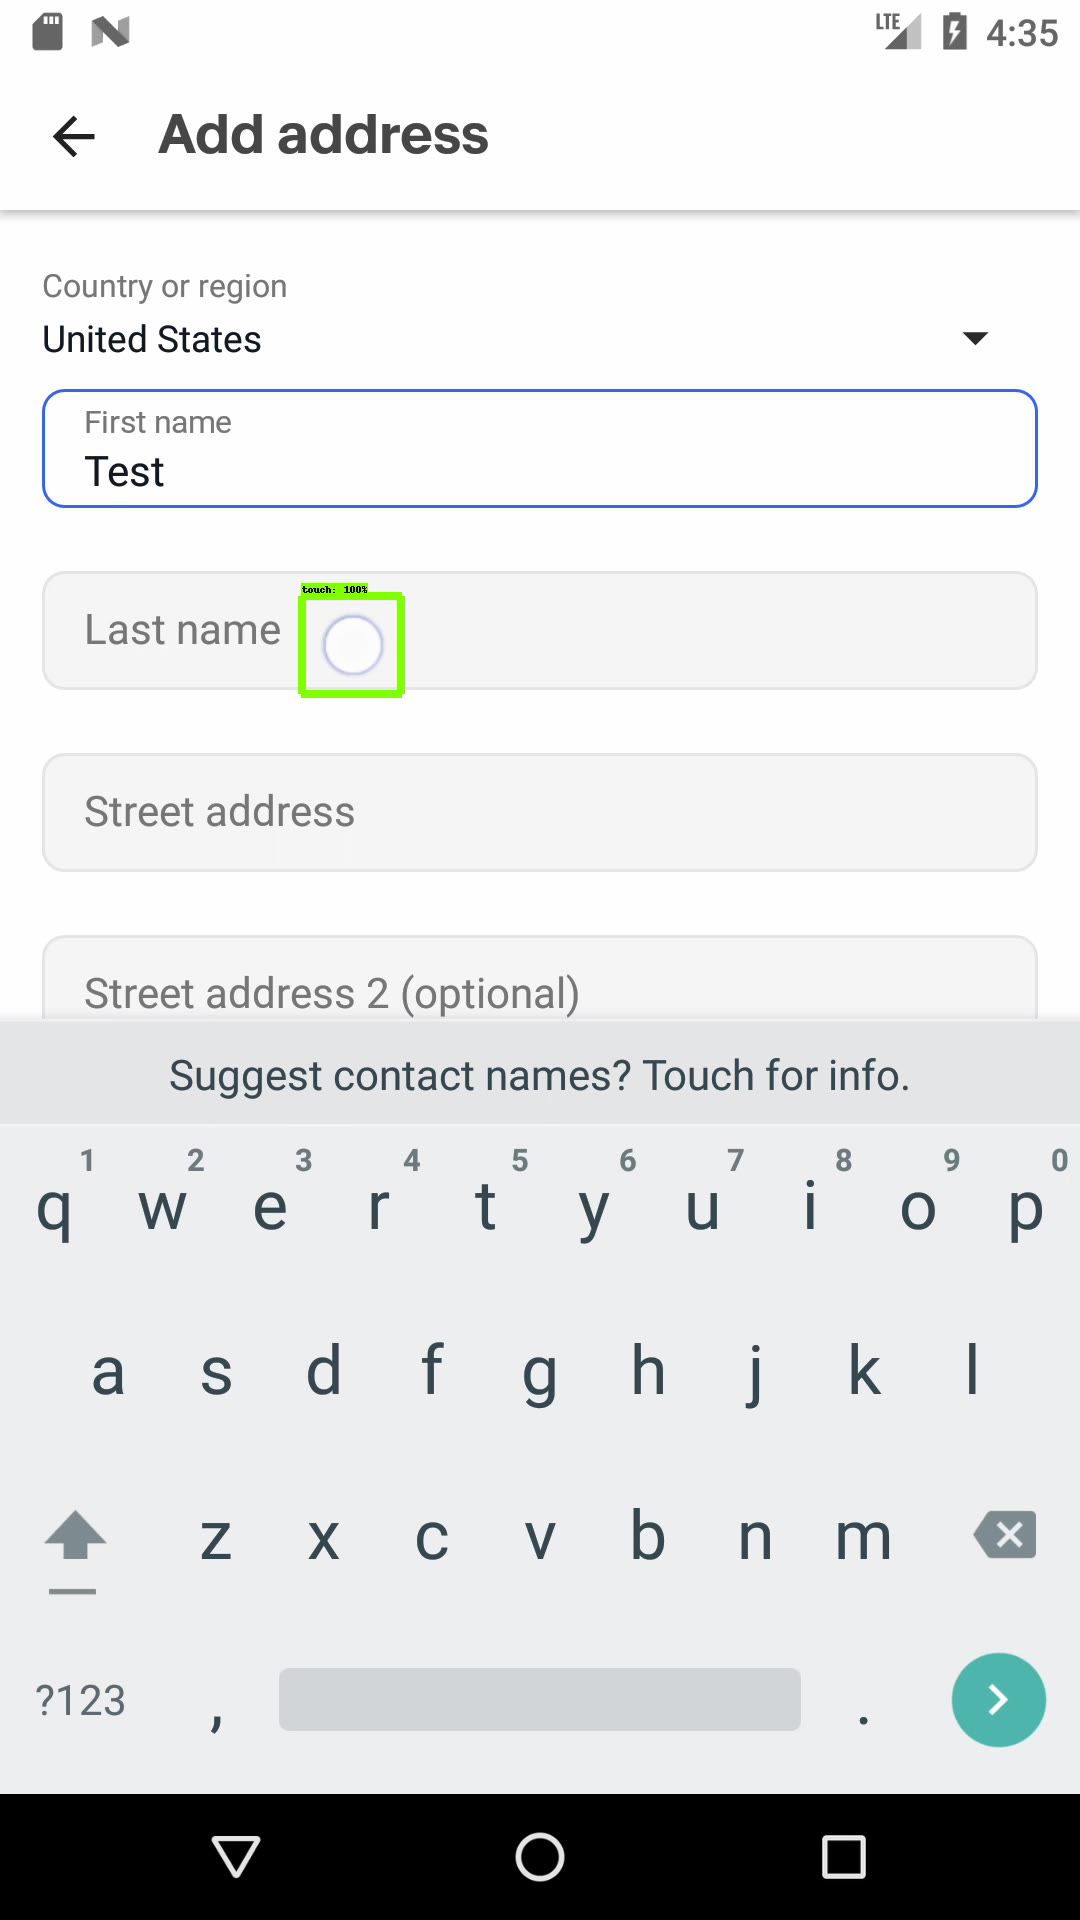 LTE 4:35
Add address
Country or region
United States
First name
Test
touch: 100%
Last name
Street address
Street address 2 (optional)
Suggest contact names? Touch for info.
1 2 3 4 5 6 7 8 9 0
q w e r t y u i o p
a s d f g h j k l
z x c v b n m
?123 , .